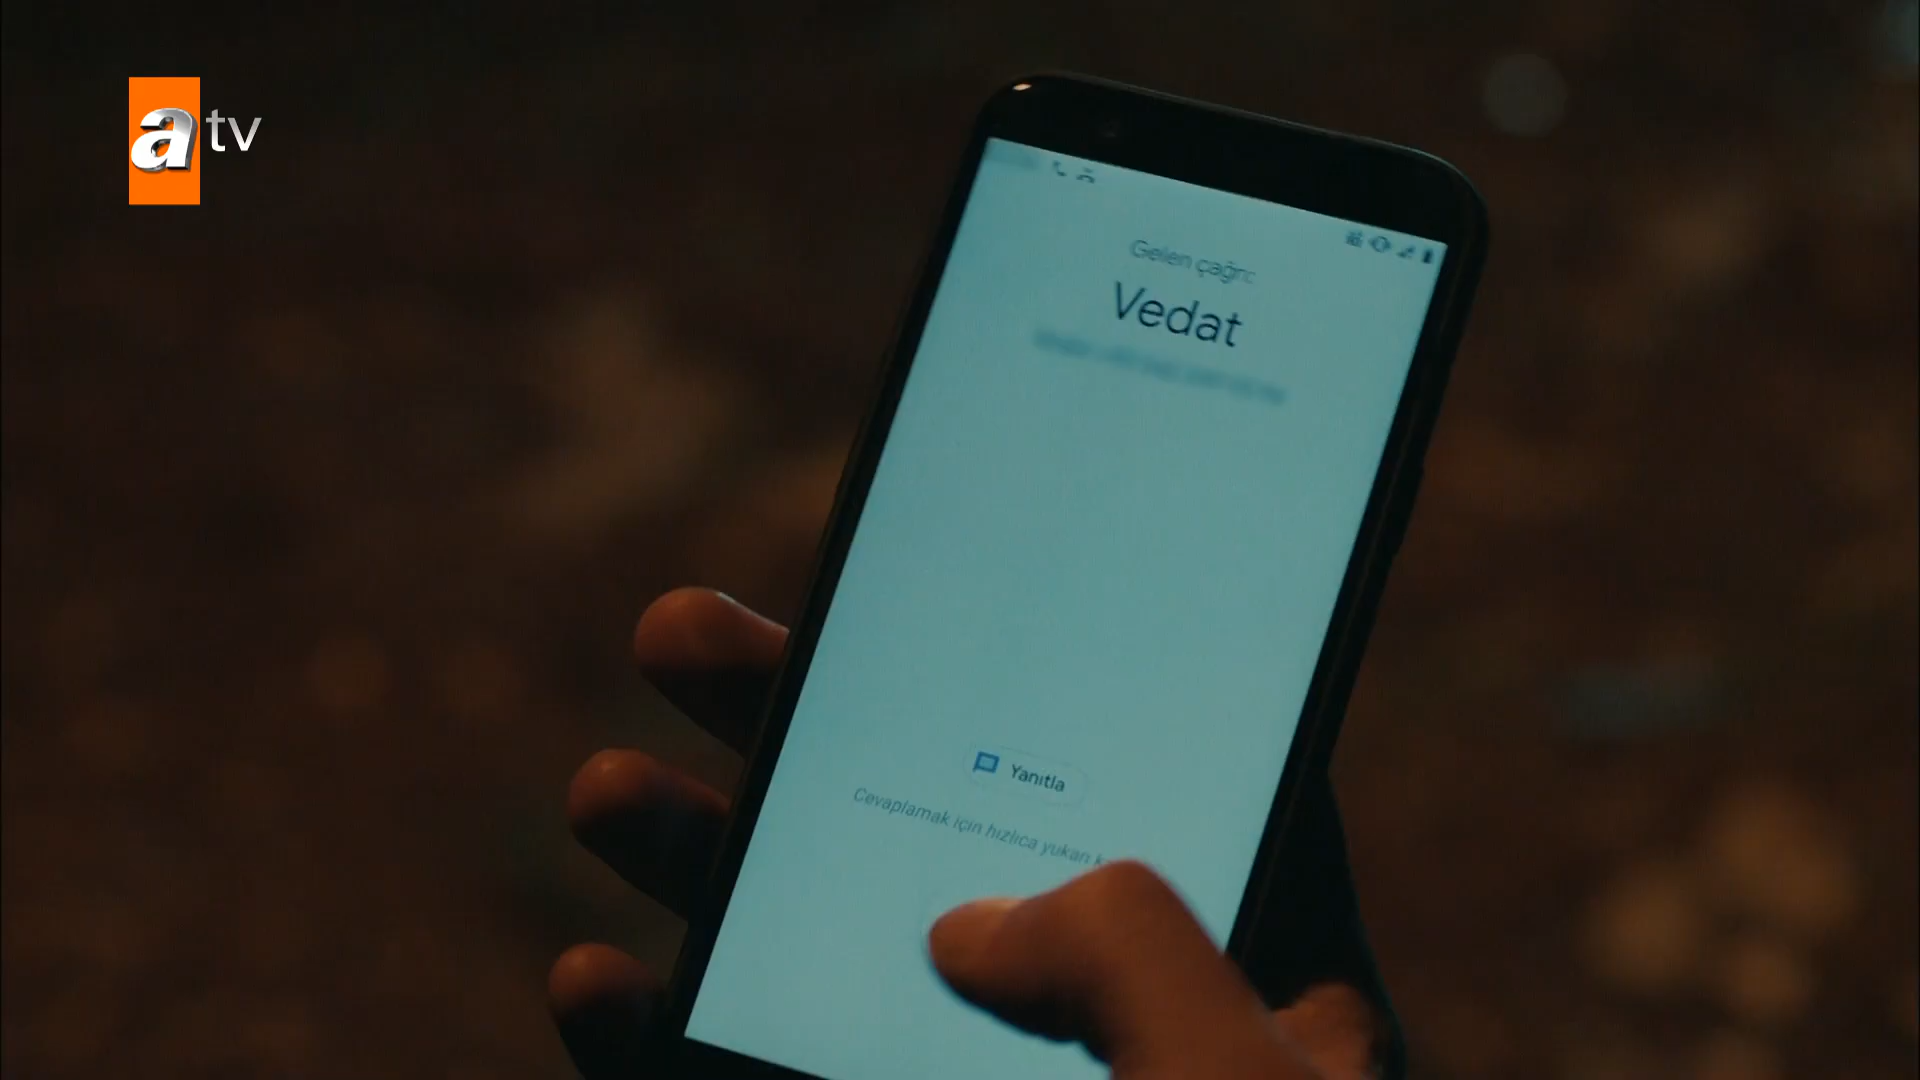 atv
Gelen çağrı:
Vedat
Yanıtla
Cevaplamak için hızlıca yukarı